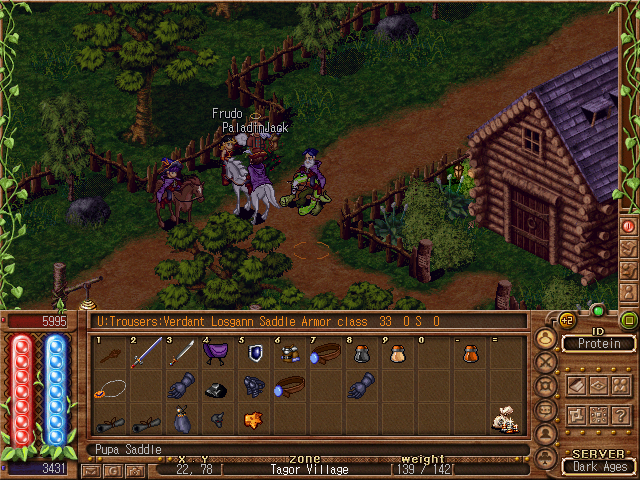 Frudo
PaladinJack
5995
U:Trousers:Verdant Losgann Saddle Armor class 33 0 S 0
+2
ID
Protein
1 2 3 4 5 6 7 8 9 0 - =
Pupa Saddle
3431
G
?
x y zone weight
22, 78 [ Tagor Village [139 / 142[
SERVER
Dark Ages